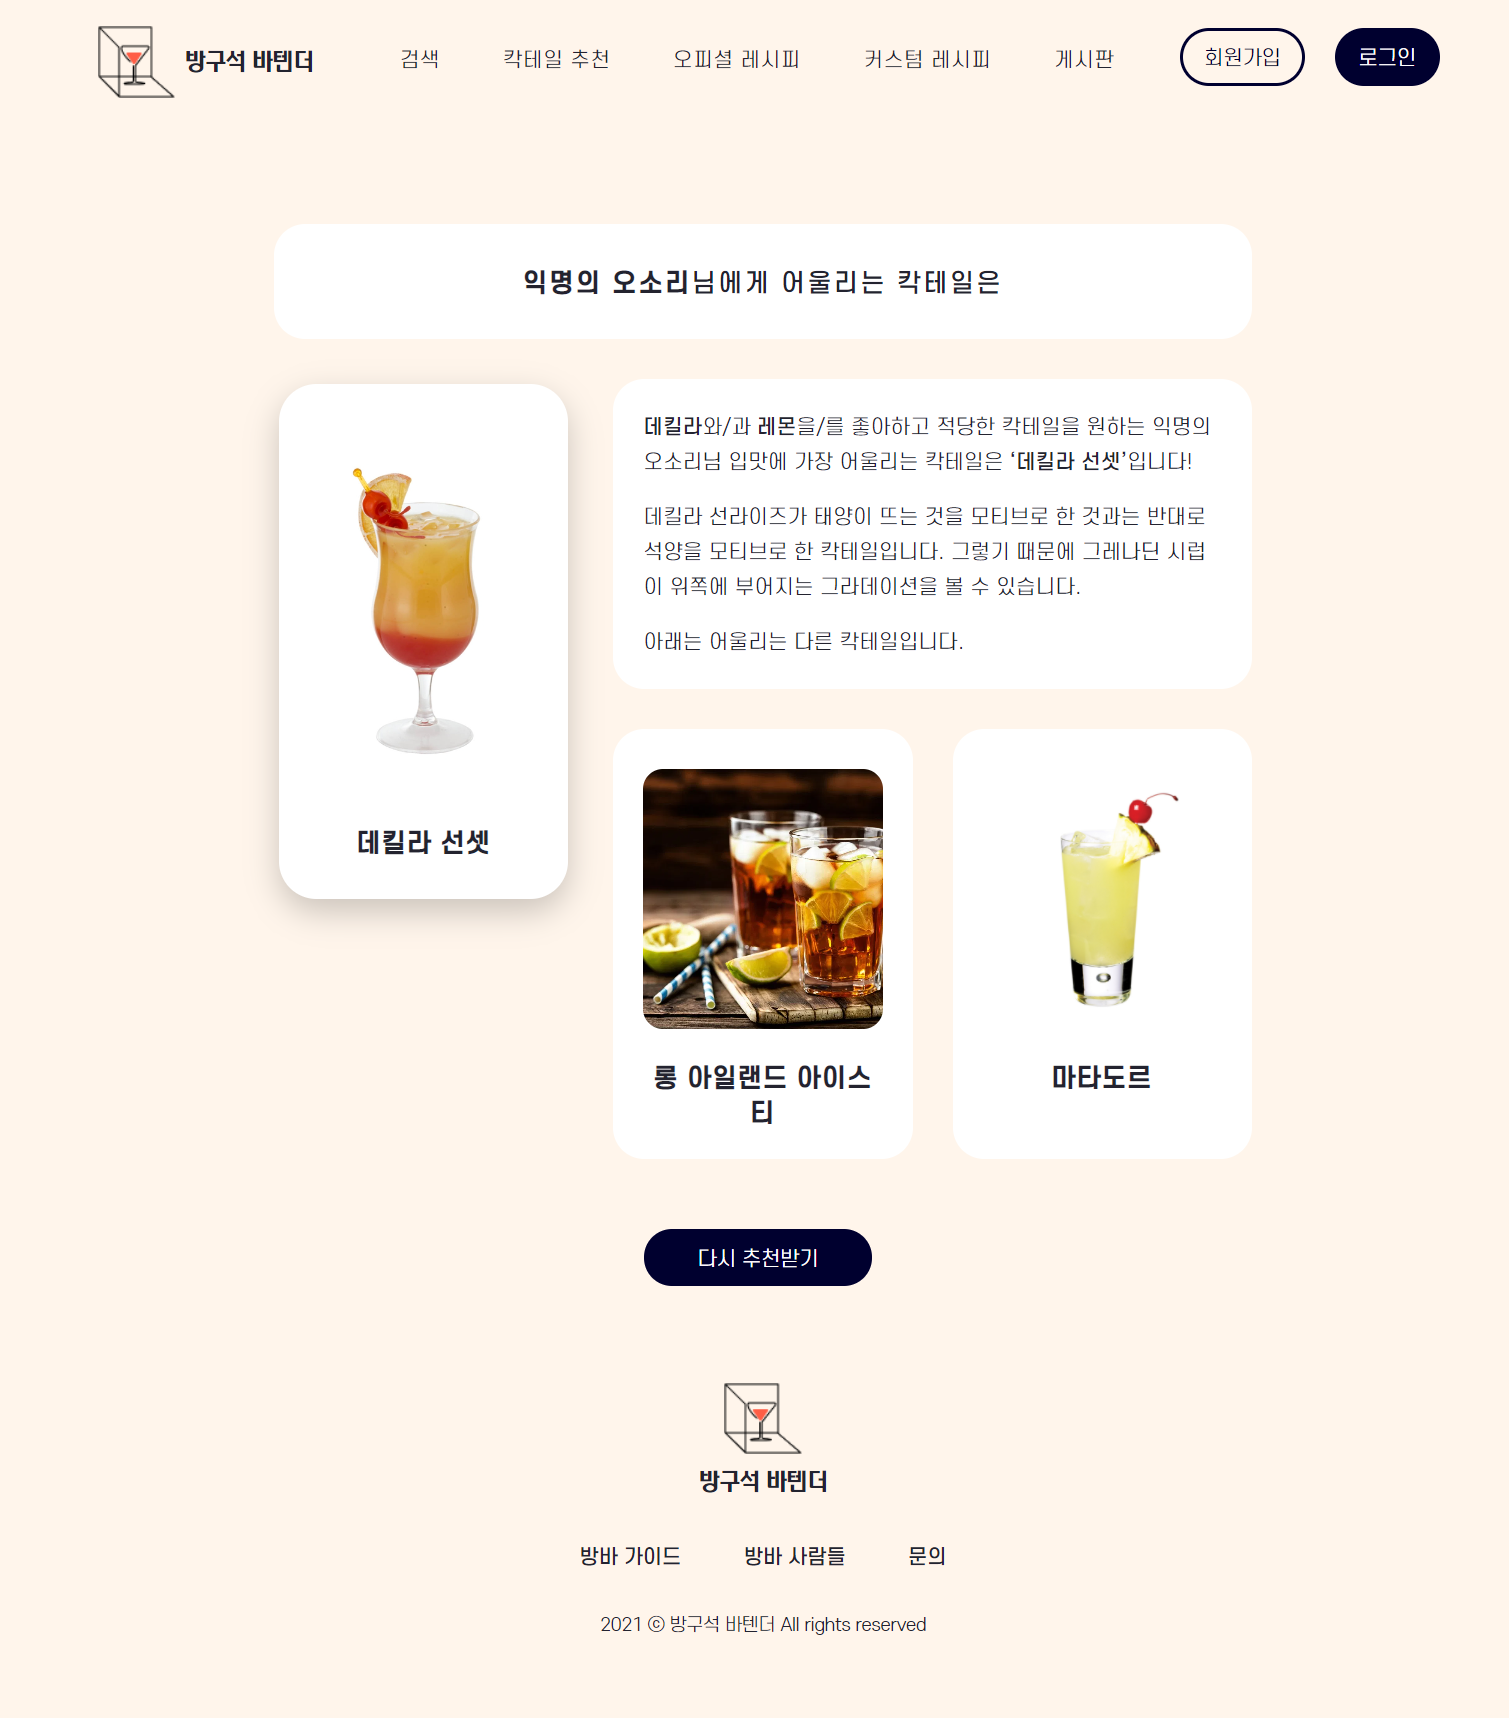 방구석 바텐더
검색
칵테일 추천
오피셜 레시피
커스텀 레시피
게시판
회원가입
로그인
익명의 오소리님에게 어울리는 칵테일은
데킬라와/과 레몬을/를 좋아하고 적당한 칵테일을 원하는 익명의
오소리님 입맛에 가장 어울리는 칵테일은 ‘데킬라 선셋’입니다!
데킬라 선라이즈가 태양이 뜨는 것을 모티브로 한 것과는 반대로
석양을 모티브로 한 칵테일입니다. 그렇기 때문에 그레나딘 시럽
이 위쪽에 부어지는 그라데이션을 볼 수 있습니다.
아래는 어울리는 다른 칵테일입니다.
데킬라 선셋
롱 아일랜드 아이스
티
마타도르
다시 추천받기
방구석 바텐더
방바 가이드
방바 사람들
문의
2021 ⓒ 방구석 바텐더 All rights reserved